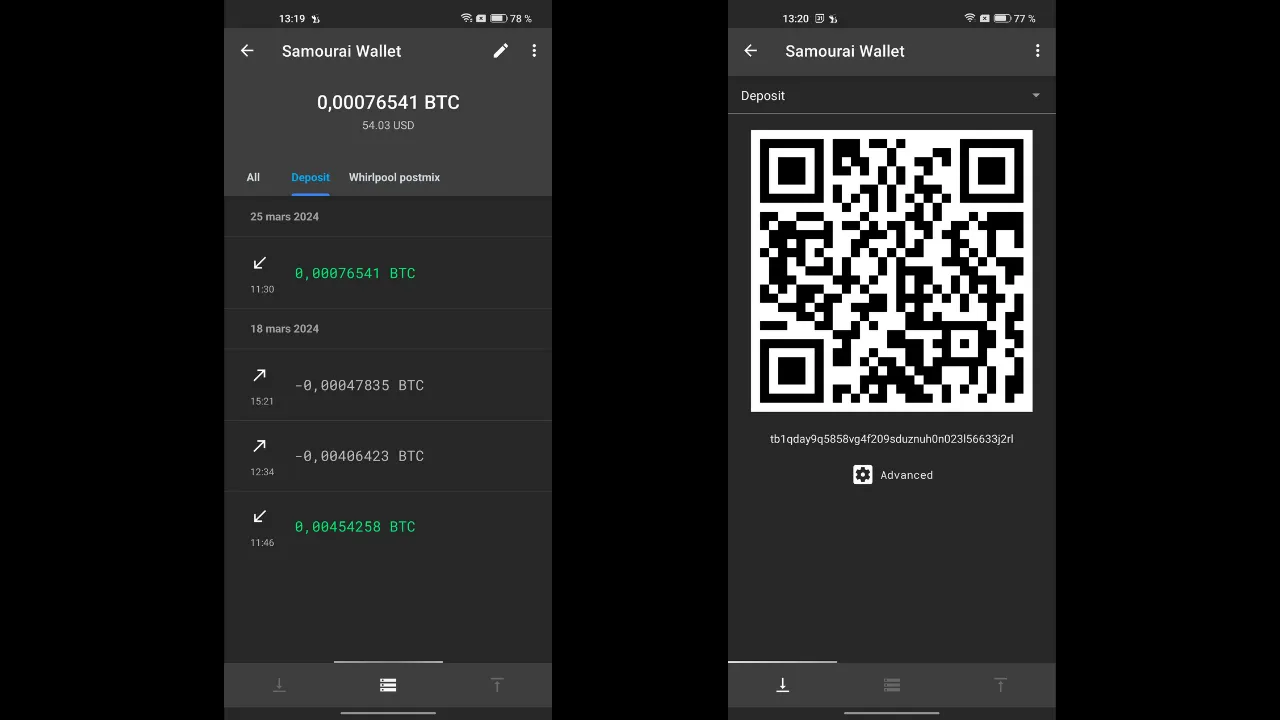 13:19
78 %
Samourai Wallet
0,00076541 BTC
54.03 USD
All
Deposit
Whirlpool postmix
25 mars 2024
0,00076541 BTC
11:30
18 mars 2024
-0,00047835 BTC
15:21
-0,00406423 BTC
12:34
0,00454258 BTC
11:46
13:20
31
77 %
Samourai Wallet
Deposit
tb1qday9q5858vg4f209sduznuh0n023l56633j2rl
Advanced